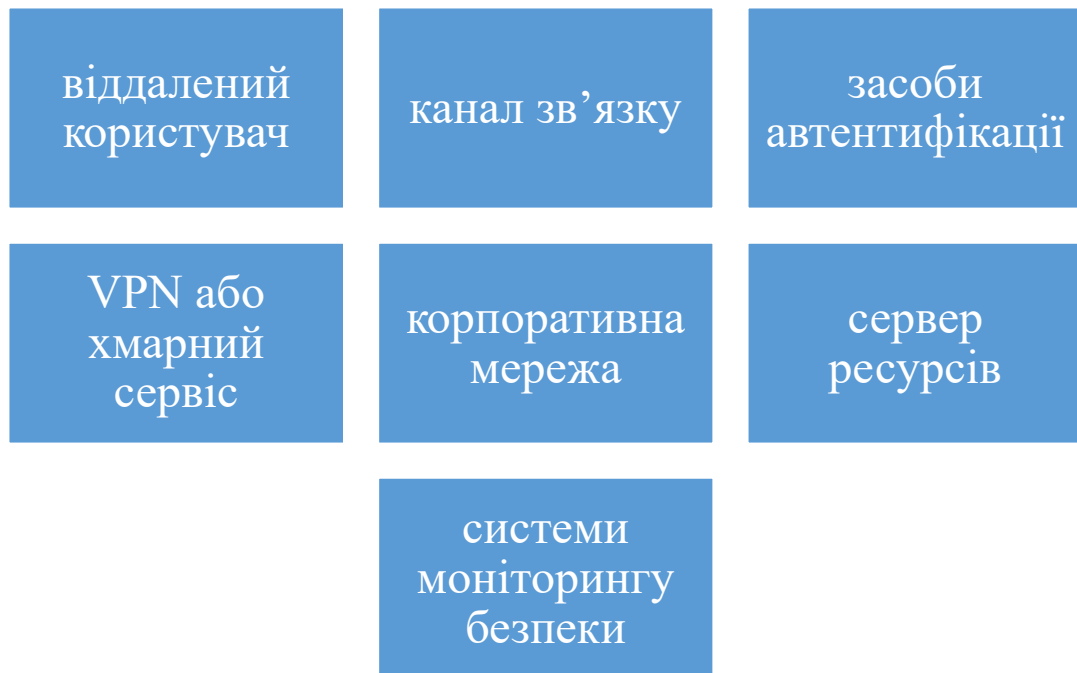 віддалений
користувач
канал зв’язку
засоби
автентифікації
VPN або
хмарний
сервіс
корпоративна
мережа
сервер
ресурсів
системи
моніторингу
безпеки